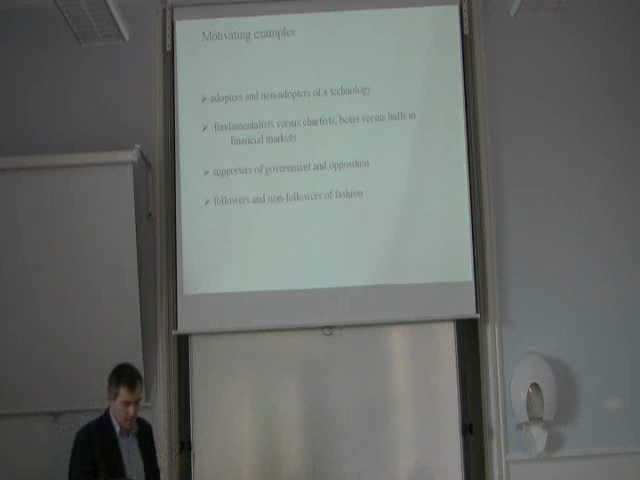 Motivating examples
➢ adopters and non-adopters of a technology
➢ fundamentalists versus chartists, bears versus bulls in
financial markets
➢ supporters of government and opposition
➢ followers and non-followers of fashion